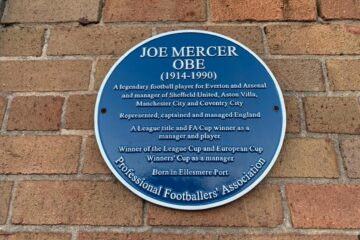 JOE MERCER
OBE
(1914-1990)
A legendary football player for Everton and Arsenal
and manager of Sheffield United, Aston Villa,
Manchester City and Coventry City
Represented, captained and managed England
A League title and FA Cup winner as a
manager and player
Winner of the League Cup and European Cup
Winners' Cup as a manager
Born in Ellesmere Port
Professional Footballers' Association